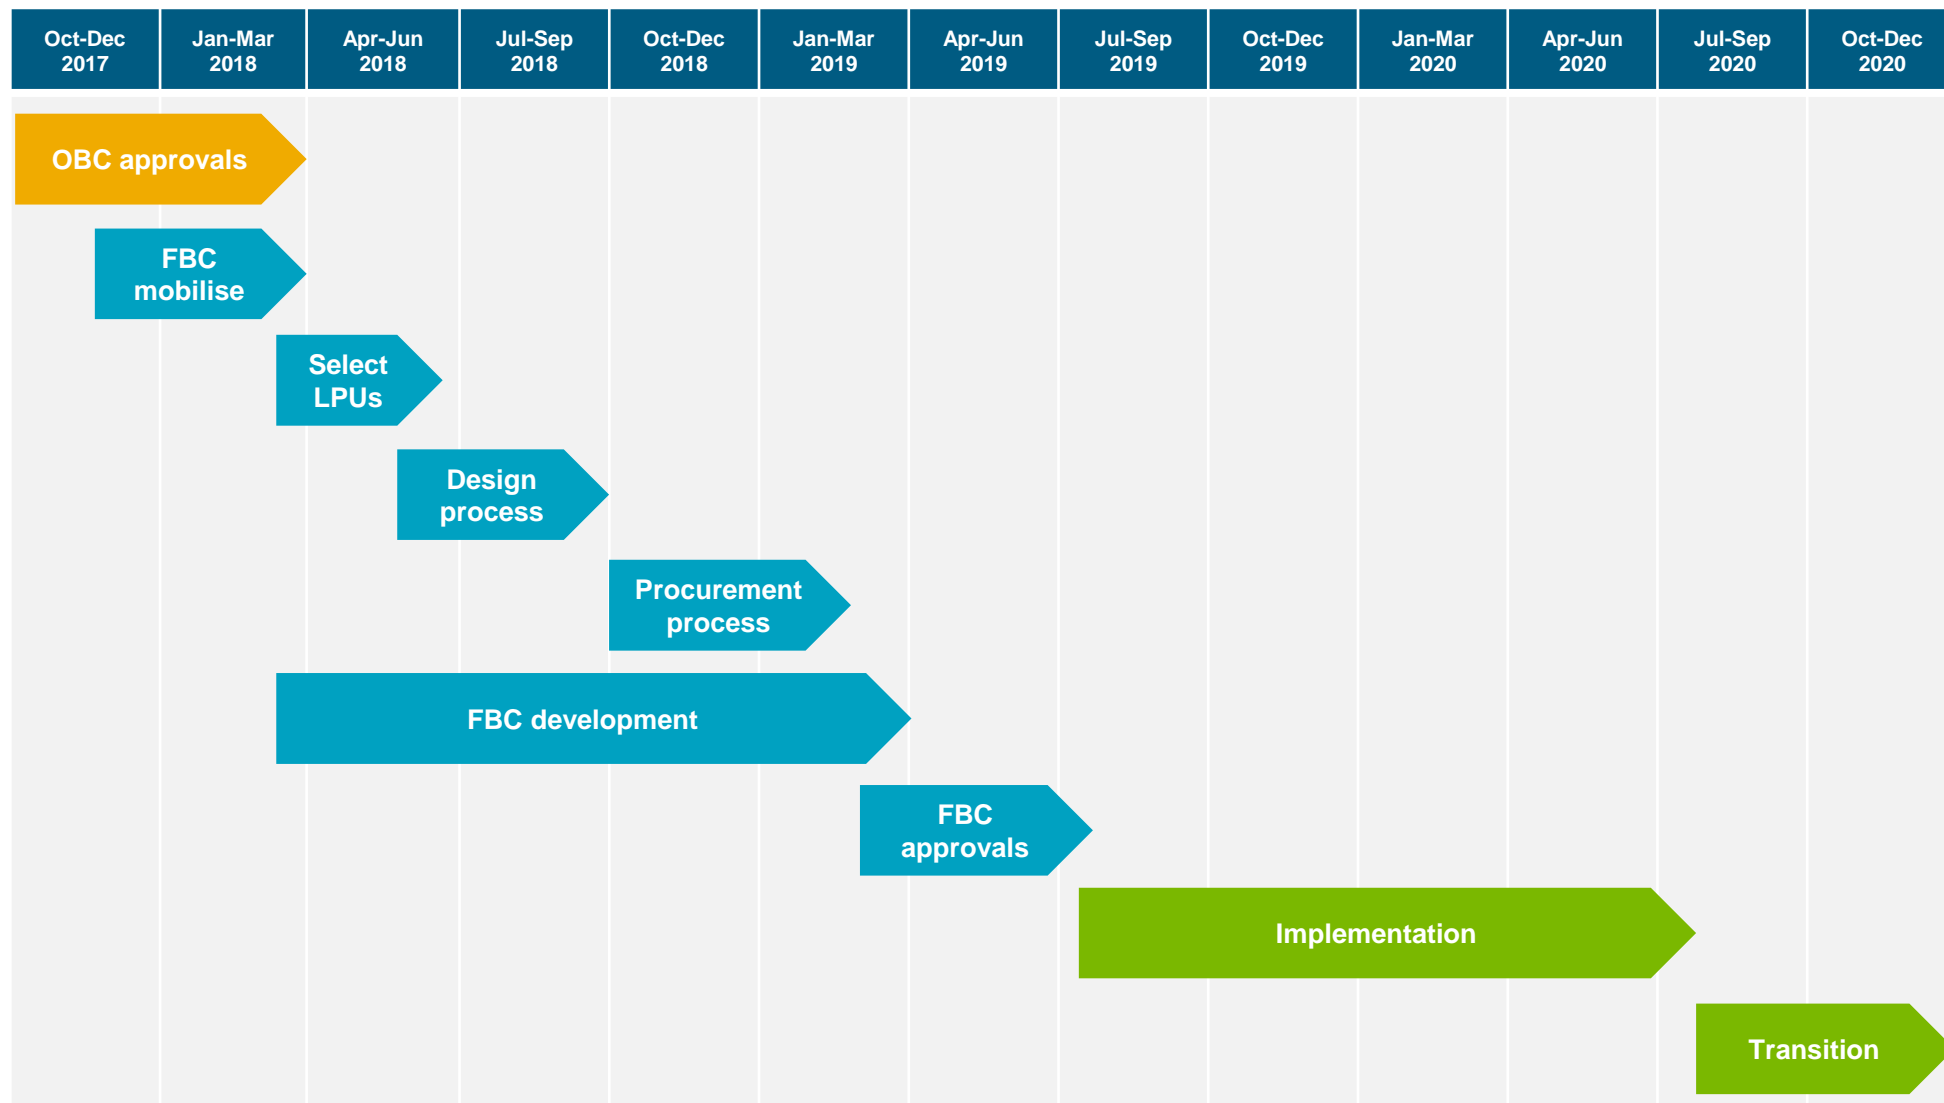 Oct-Dec
2017
Jan-Mar
2018
Apr-Jun
2018
Jul-Sep
2018
Oct-Dec
2018
Jan-Mar
2019
Apr-Jun
2019
Jul-Sep
2019
Oct-Dec
2019
Jan-Mar
2020
Apr-Jun
2020
Jul-Sep
2020
Oct-Dec
2020
OBC approvals
FBC
mobilise
Select
LPUs
Design
process
Procurement
process
FBC development
FBC
approvals
Implementation
Transition